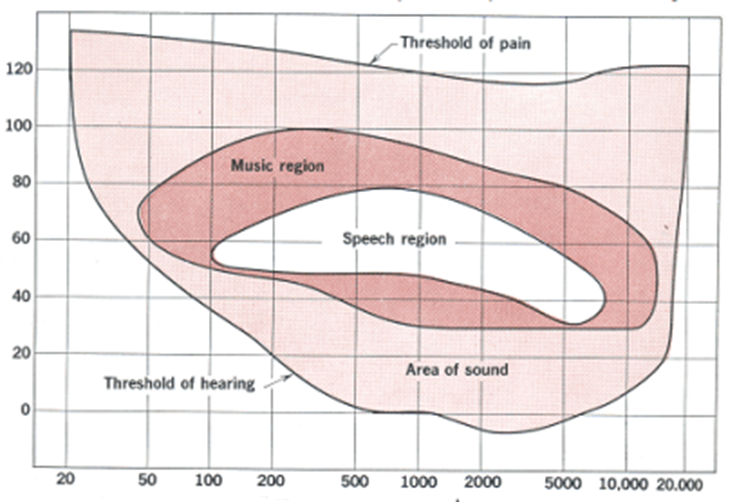 Threshold of pain
120
100
Music region
80
Speech region
60
40
20
Area of sound
Threshold of hearing
0
20 50 100 200 500 1000 2000 5000 10,000 20.000